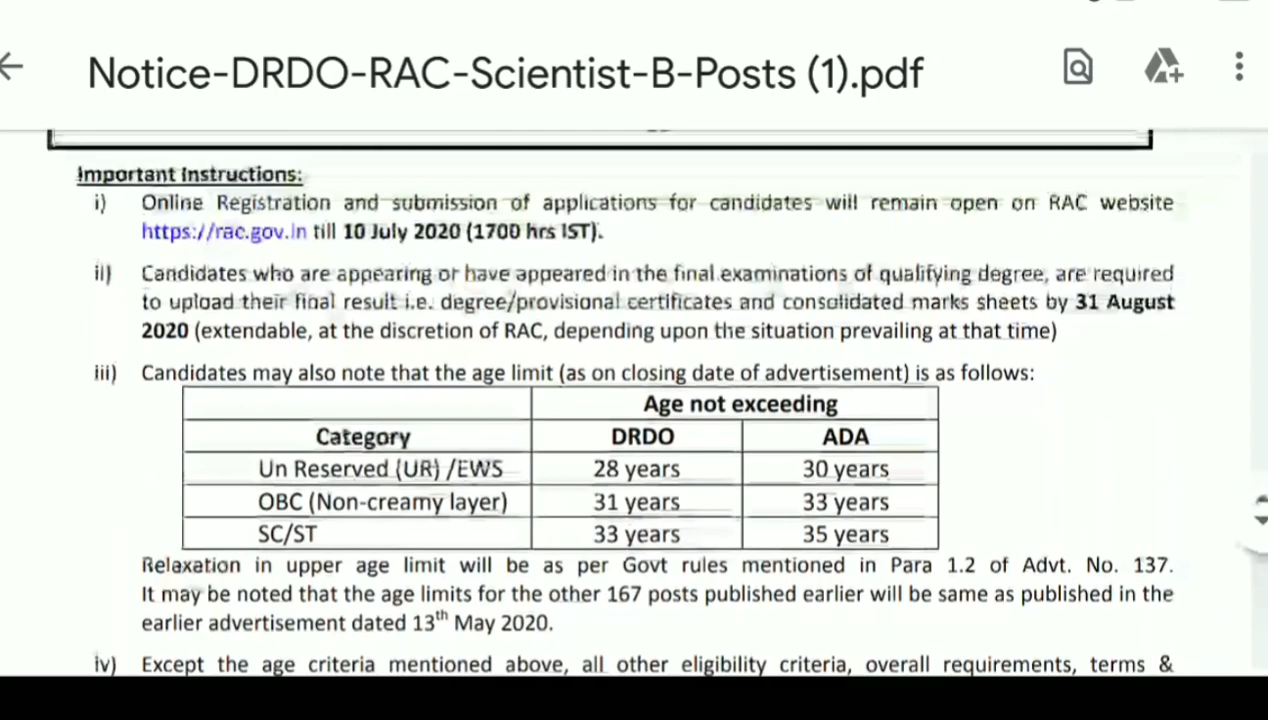 Notice-DRDO-RAC-Scientist-B-Posts (1).pdf
Important Instructions:
i) Online Registration and submission of applications for candidates will remain open on RAC website
https://rac.gov.in till 10 July 2020 (1700 hrs IST).
ii) Candidates who are appearing or have appeared in the final examinations of qualifying degree, are required
to upload their final result i.e. degree/provisional certificates and consolidated marks sheets by 31 August
2020 (extendable, at the discretion of RAC, depending upon the situation prevailing at that time)
iii) Candidates may also note that the age limit (as on closing date of advertisement) is as follows:
Age not exceeding
Category DRDO ADA
Un Reserved (UR) /EWS 28 years 30 years
OBC (Non-creamy layer) 31 years 33 years
SC/ST 33 years 35 years
Relaxation in upper age limit will be as per Govt rules mentioned in Para 1.2 of Advt. No. 137.
It may be noted that the age limits for the other 167 posts published earlier will be same as published in the
earlier advertisement dated 13th May 2020.
iv) Except the age criteria mentioned above, all other eligibility criteria, overall requirements, terms &